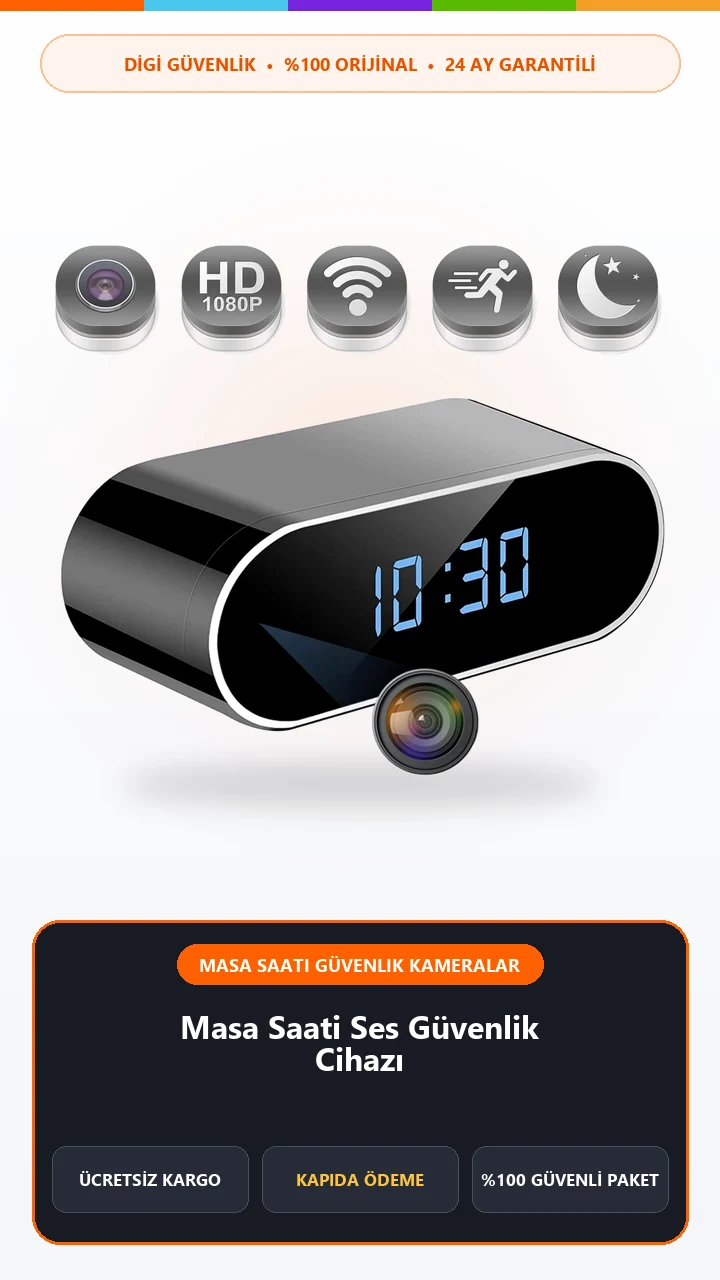 DİGİ GÜVENLİK • %100 ORİJİNAL • 24 AY GARANTİLİ
HD
1080P
10:30
MASA SAATI GÜVENLIK KAMERALAR
Masa Saati Ses Güvenlik
Cihazı
ÜCRETSİZ KARGO
KAPIDA ÖDEME
%100 GÜVENLİ PAKET